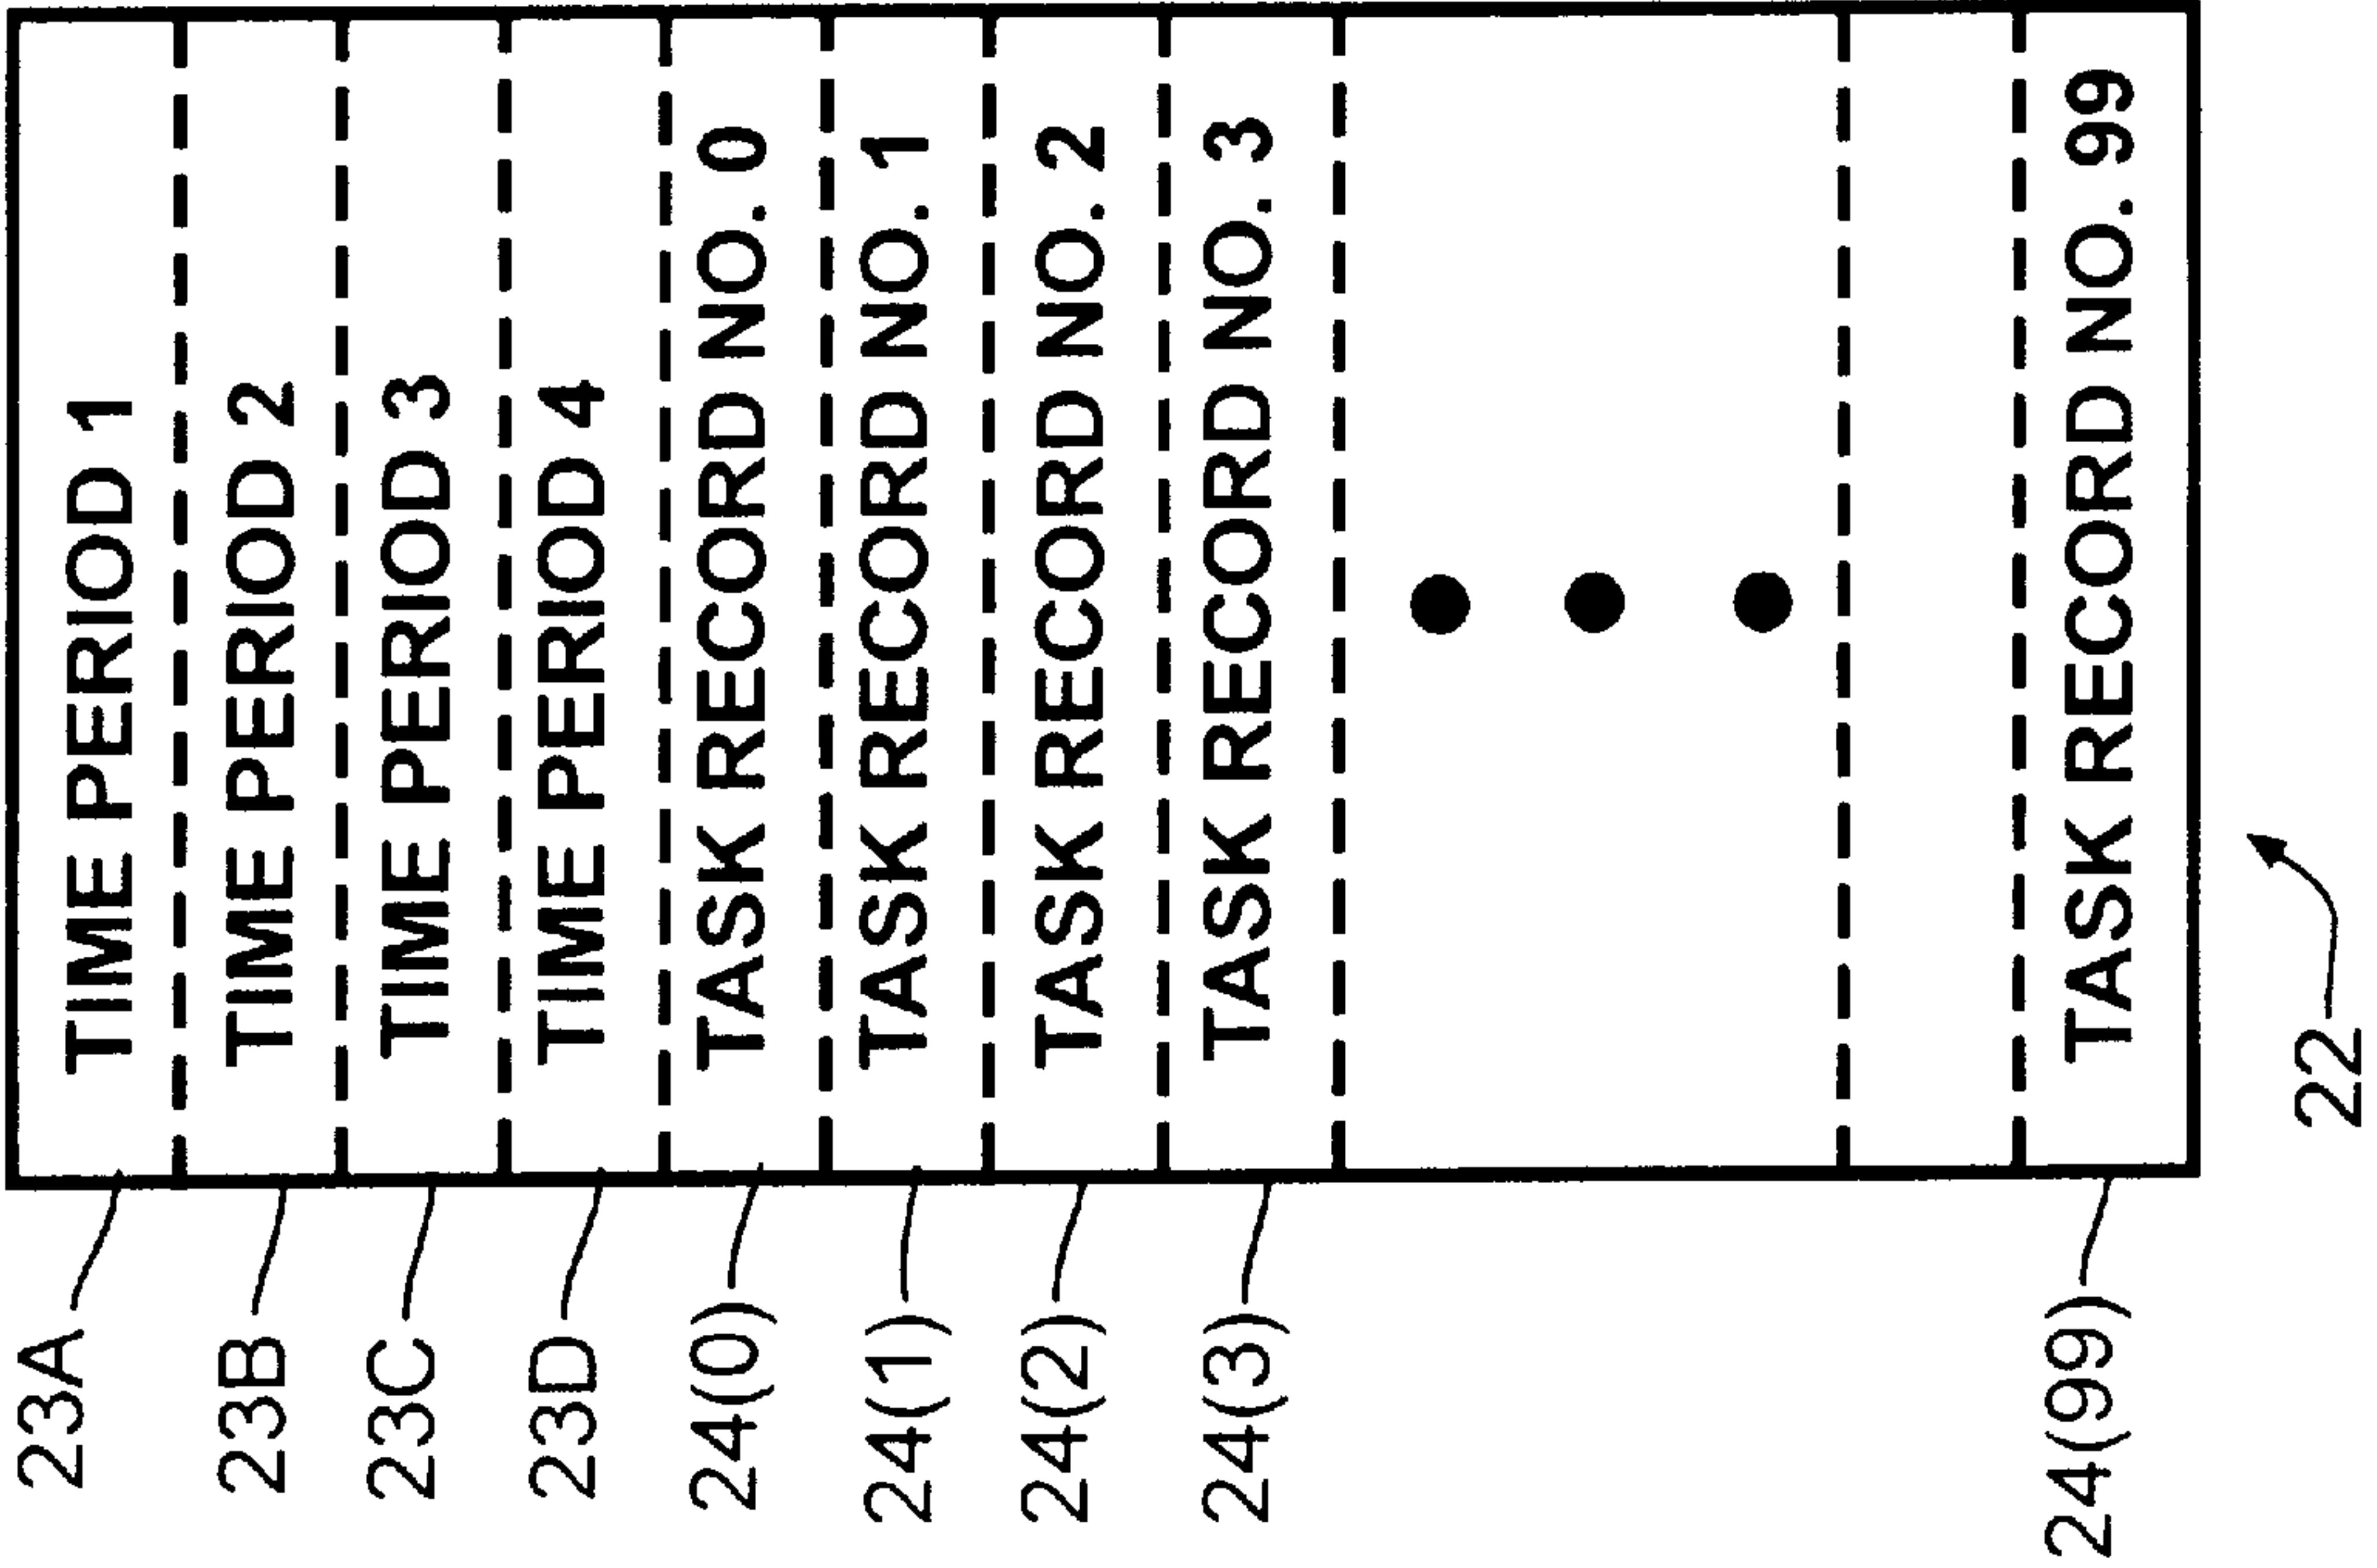 23A TIME PERIOD 1
23B TIME PERIOD 2
23C TIME PERIOD 3
23D TIME PERIOD 4
24(0) TASK RECORD NO. 0
24(1) TASK RECORD NO. 1
24(2) TASK RECORD NO. 2
24(3) TASK RECORD NO. 3
24(99) TASK RECORD NO. 99
22